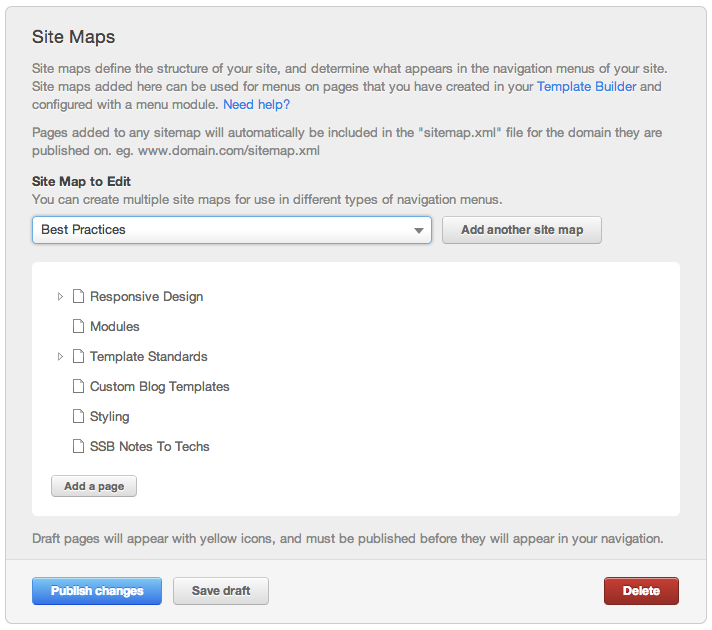 Site Maps
Site maps define the structure of your site, and determine what appears in the navigation menus of your site.
Site maps added here can be used for menus on pages that you have created in your Template Builder and
configured with a menu module. Need help?
Pages added to any sitemap will automatically be included in the "sitemap.xml" file for the domain they are
published on. eg. www.domain.com/sitemap.xml
Site Map to Edit
You can create multiple site maps for use in different types of navigation menus.
Best Practices
Add another site map
Responsive Design
Modules
Template Standards
Custom Blog Templates
Styling
SSB Notes To Techs
Add a page
Draft pages will appear with yellow icons, and must be published before they will appear in your navigation.
Publish changes
Save draft
Delete